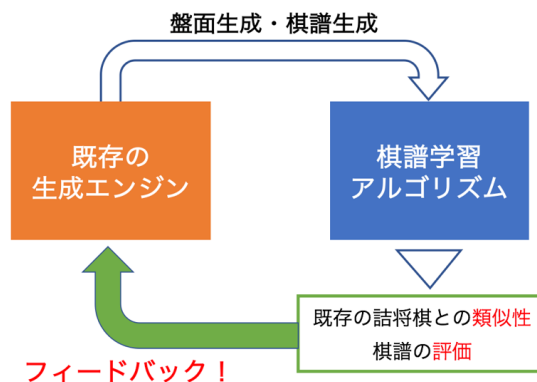 盤面生成・棋譜生成
既存の
生成エンジン
棋譜学習
アルゴリズム
既存の詰将棋との類似性
棋譜の評価
フィードバック！